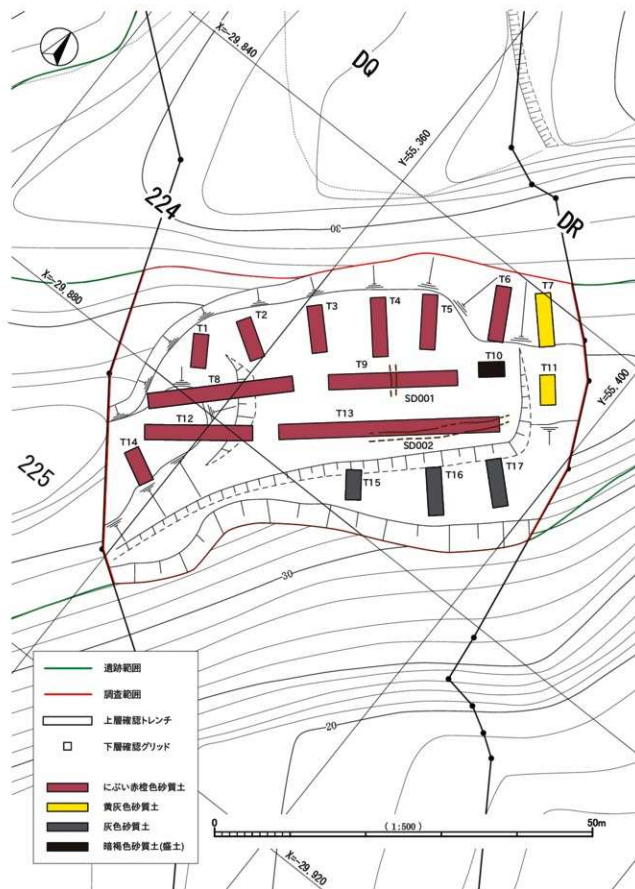 X=-29,840
DQ
Y=55,360
224
DR
30
X=-29,880
T6
T7
T3
T4
T5
T2
T1
T10
T9
T11
T8
SD001
Y=55,400
T12
T13
SD002
T14
225
T15
T16
T17
30
遺跡範囲
調査範囲
20
上層確認トレンチ
下層確認グリッド
にぶい赤橙色砂質土
黄灰色砂質土
灰色砂質土
暗褐色砂質土(盛土)
0 (1:500) 50m
X=-29,920